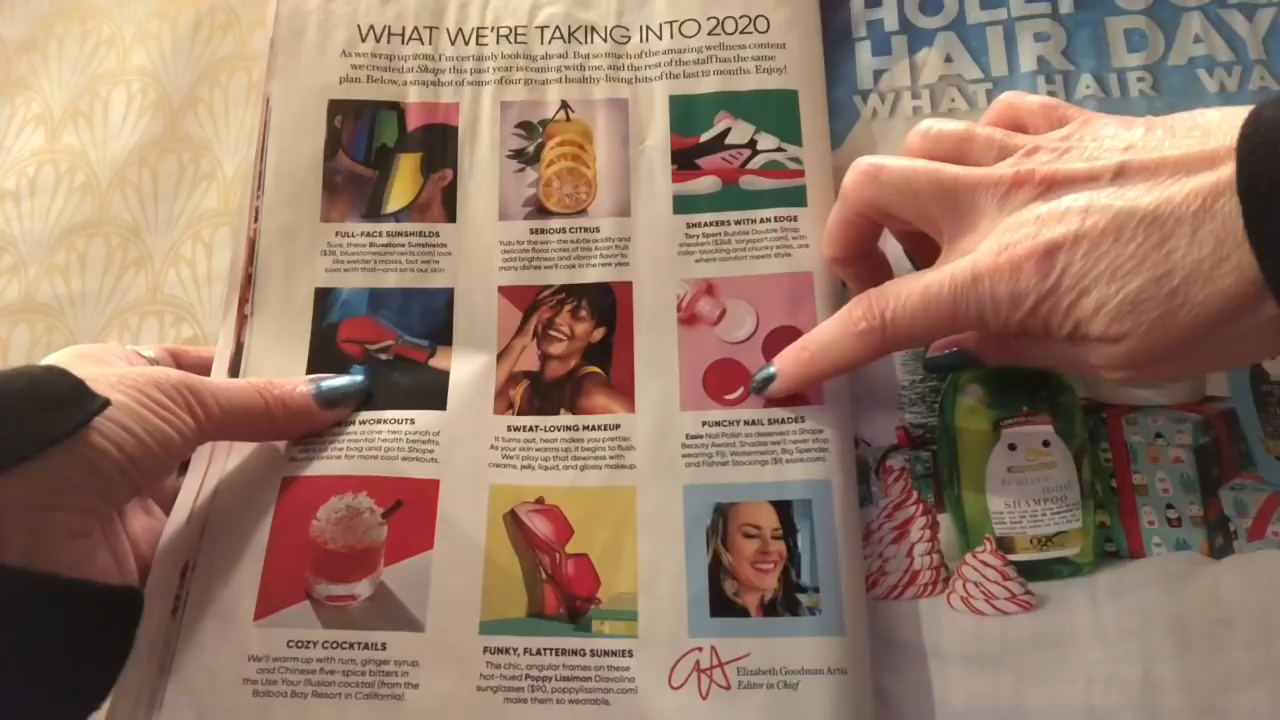 WHAT WE'RE TAKING INTO 2020
As we wrap up 2019, I'm certainly looking ahead. But so much of the amazing wellness content
we created at Shape this past year is coming with me, and the rest of the staff has the same
plan. Below, a snapshot of some of our greatest healthy-living hits of the last 12 months. Enjoy!
FULL-FACE SUNSHIELDS
Sure, these Bluestone Sunshields
($38, bluestonesunshields.com) look
like welder's masks, but we're
cool with that—and so is our skin.
SERIOUS CITRUS
Yuzu for the win—the subtle acidity and
delicate floral notes of this Asian fruit
add brightness and vibrant flavor to
many dishes we'll cook in the new year.
SNEAKERS WITH AN EDGE
Tory Sport Bubble Double Strap
sneakers ($248, torysport.com), with
color-blocking and chunky soles, are
where comfort meets style.
WORKOUTS
a one-two punch of
and mental health benefits.
the bag and go to Shape
online for more cool workouts.
SWEAT-LOVING MAKEUP
It turns out, heat makes you prettier.
As your skin warms up, it begins to flush.
We'll play up that dewiness with
creams, jelly, liquid, and glossy makeup.
PUNCHY NAIL SHADES
Essie Nail Polish so deserved a Shape
Beauty Award. Shades we'll never stop
wearing: Fiji, Watermelon, Big Spender,
and Fishnet Stockings ($9, essie.com).
COZY COCKTAILS
We'll warm up with rum, ginger syrup,
and Chinese five-spice bitters in
the Use Your Illusion cocktail (from the
Balboa Bay Resort in California).
FUNKY, FLATTERING SUNNIES
The chic, angular frames on these
hot-hued Poppy Lissiman Diavolina
sunglasses ($90, poppylissiman.com)
make them so wearable.
GA
Elizabeth Goodman Artis
Editor in Chief
HAIR DAY
WHAT HAIR WA
LIMITED EDITION
mint
SHAMPOO
ogx